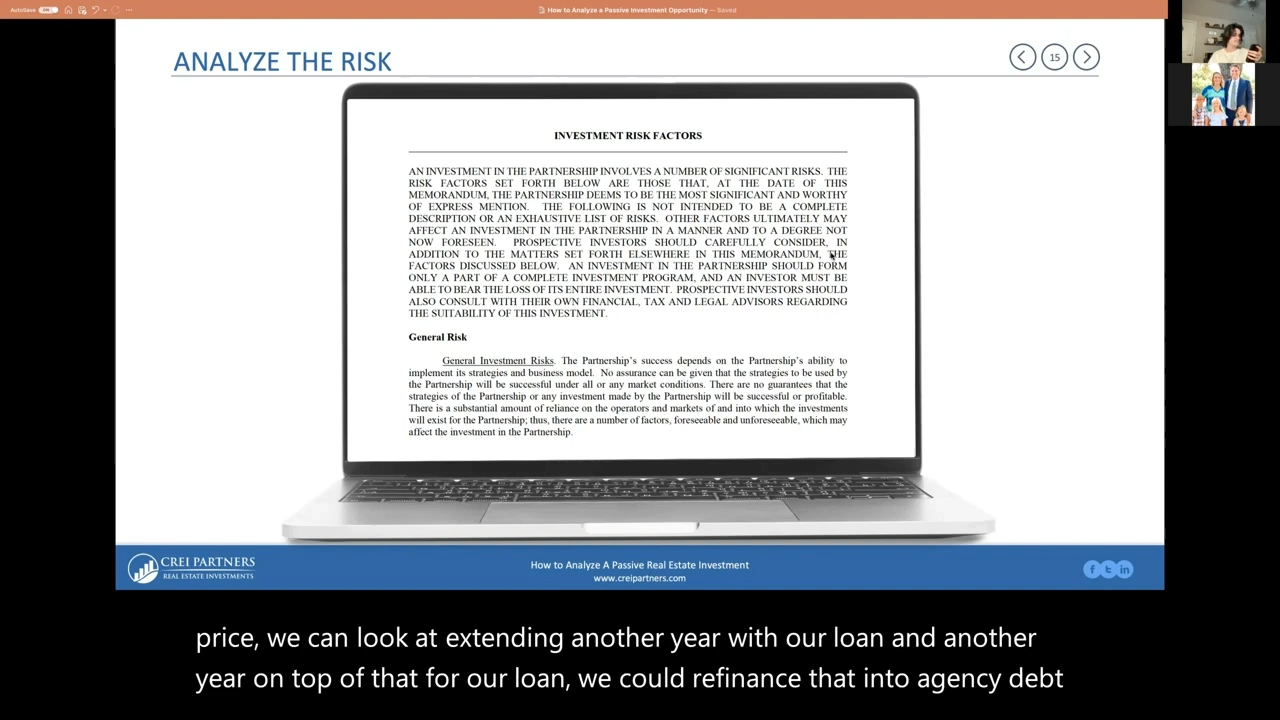 AutoSave ON
How to Analyze a Passive Investment Opportunity — Saved
ANALYZE THE RISK
15
INVESTMENT RISK FACTORS
AN INVESTMENT IN THE PARTNERSHIP INVOLVES A NUMBER OF SIGNIFICANT RISKS. THE
RISK FACTORS SET FORTH BELOW ARE THOSE THAT, AT THE DATE OF THIS
MEMORANDUM, THE PARTNERSHIP DEEMS TO BE THE MOST SIGNIFICANT AND WORTHY
OF EXPRESS MENTION. THE FOLLOWING IS NOT INTENDED TO BE A COMPLETE
DESCRIPTION OR AN EXHAUSTIVE LIST OF RISKS. OTHER FACTORS ULTIMATELY MAY
AFFECT AN INVESTMENT IN THE PARTNERSHIP IN A MANNER AND TO A DEGREE NOT
NOW FORESEEN. PROSPECTIVE INVESTORS SHOULD CAREFULLY CONSIDER, IN
ADDITION TO THE MATTERS SET FORTH ELSEWHERE IN THIS MEMORANDUM, THE
FACTORS DISCUSSED BELOW. AN INVESTMENT IN THE PARTNERSHIP SHOULD FORM
ONLY A PART OF A COMPLETE INVESTMENT PROGRAM, AND AN INVESTOR MUST BE
ABLE TO BEAR THE LOSS OF ITS ENTIRE INVESTMENT. PROSPECTIVE INVESTORS SHOULD
ALSO CONSULT WITH THEIR OWN FINANCIAL, TAX AND LEGAL ADVISORS REGARDING
THE SUITABILITY OF THIS INVESTMENT.
General Risk
General Investment Risks. The Partnership's success depends on the Partnership's ability to
implement its strategies and business model. No assurance can be given that the strategies to be used by
the Partnership will be successful under all or any market conditions. There are no guarantees that the
strategies of the Partnership or any investment made by the Partnership will be successful or profitable.
There is a substantial amount of reliance on the operators and markets of and into which the investments
will exist for the Partnership; thus, there are a number of factors, foreseeable and unforeseeable, which may
affect the investment in the Partnership.
CREI PARTNERS
REAL ESTATE INVESTMENTS
How to Analyze A Passive Real Estate Investment
www.creipartners.com
f t in
price, we can look at extending another year with our loan and another
year on top of that for our loan, we could refinance that into agency debt